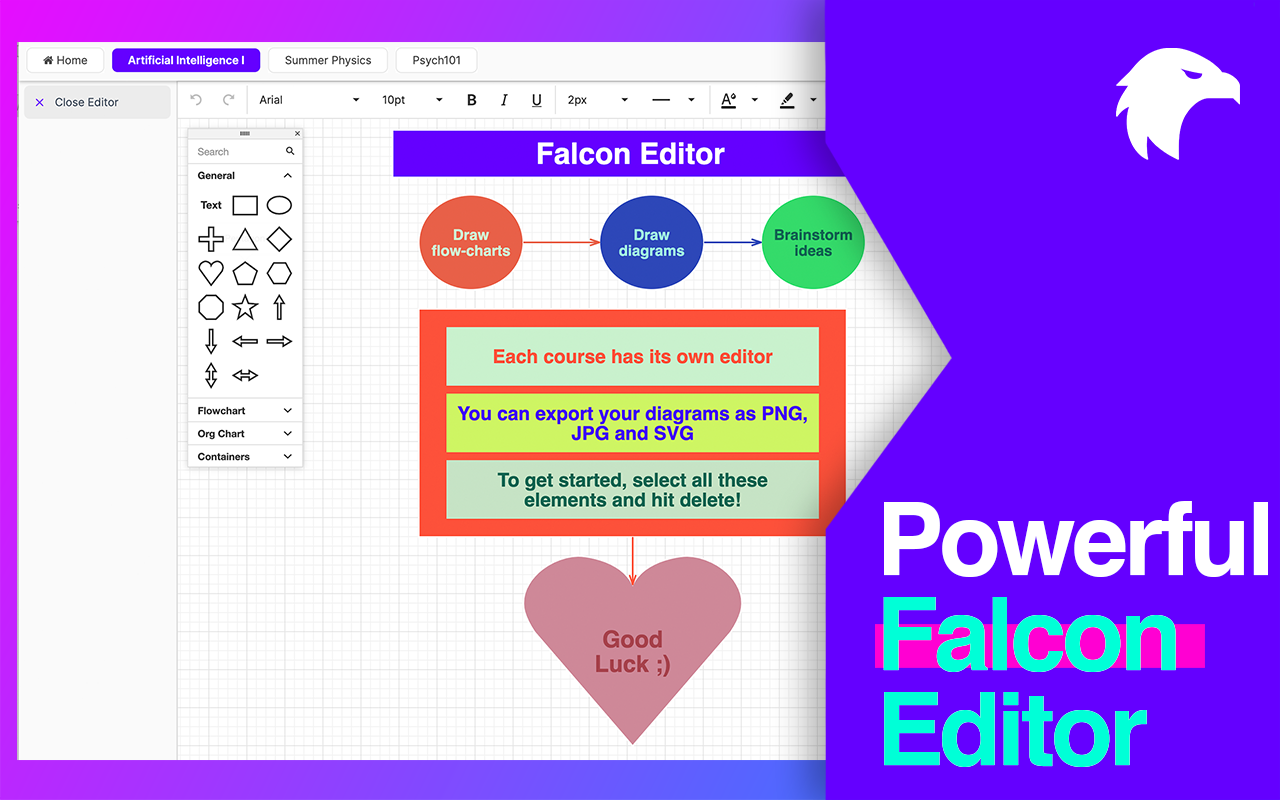 Home
Artificial Intelligence I
Summer Physics
Psych101
Close Editor
Arial
10pt
B
I
U
2px
A
Search
General
Text
Flowchart
Org Chart
Containers
Falcon Editor
Draw
flow-charts
Draw
diagrams
Brainstorm
ideas
Each course has its own editor
You can export your diagrams as PNG,
JPG and SVG
To get started, select all these
elements and hit delete!
Good
Luck ;)
Powerful
Falcon
Editor